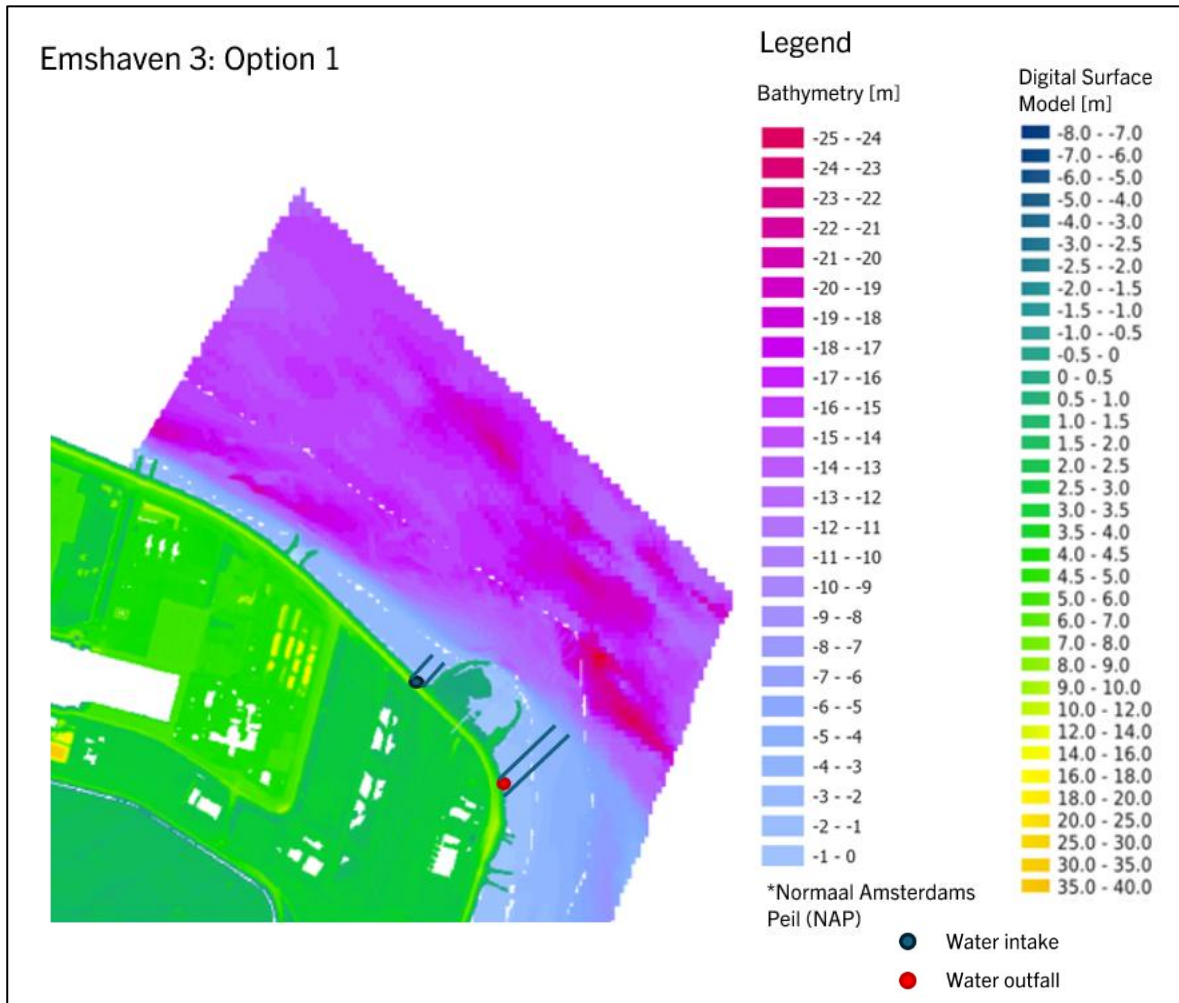 Emshaven 3: Option 1
Legend
Bathymetry [m]
-25 - -24
-24 - -23
-23 - -22
-22 - -21
-21 - -20
-20 - -19
-19 - -18
-18 - -17
-17 - -16
-16 - -15
-15 - -14
-14 - -13
-13 - -12
-12 - -11
-11 - -10
-10 - -9
-9 - -8
-8 - -7
-7 - -6
-6 - -5
-5 - -4
-4 - -3
-3 - -2
-2 - -1
-1 - 0
*Normaal Amsterdams
Peil (NAP)
Digital Surface
Model [m]
-8.0 - -7.0
-7.0 - -6.0
-6.0 - -5.0
-5.0 - -4.0
-4.0 - -3.0
-3.0 - -2.5
-2.5 - -2.0
-2.0 - -1.5
-1.5 - -1.0
-1.0 - -0.5
-0.5 - 0
0 - 0.5
0.5 - 1.0
1.0 - 1.5
1.5 - 2.0
2.0 - 2.5
2.5 - 3.0
3.0 - 3.5
3.5 - 4.0
4.0 - 4.5
4.5 - 5.0
5.0 - 6.0
6.0 - 7.0
7.0 - 8.0
8.0 - 9.0
9.0 - 10.0
10.0 - 12.0
12.0 - 14.0
14.0 - 16.0
16.0 - 18.0
18.0 - 20.0
20.0 - 25.0
25.0 - 30.0
30.0 - 35.0
35.0 - 40.0
Water intake
Water outfall